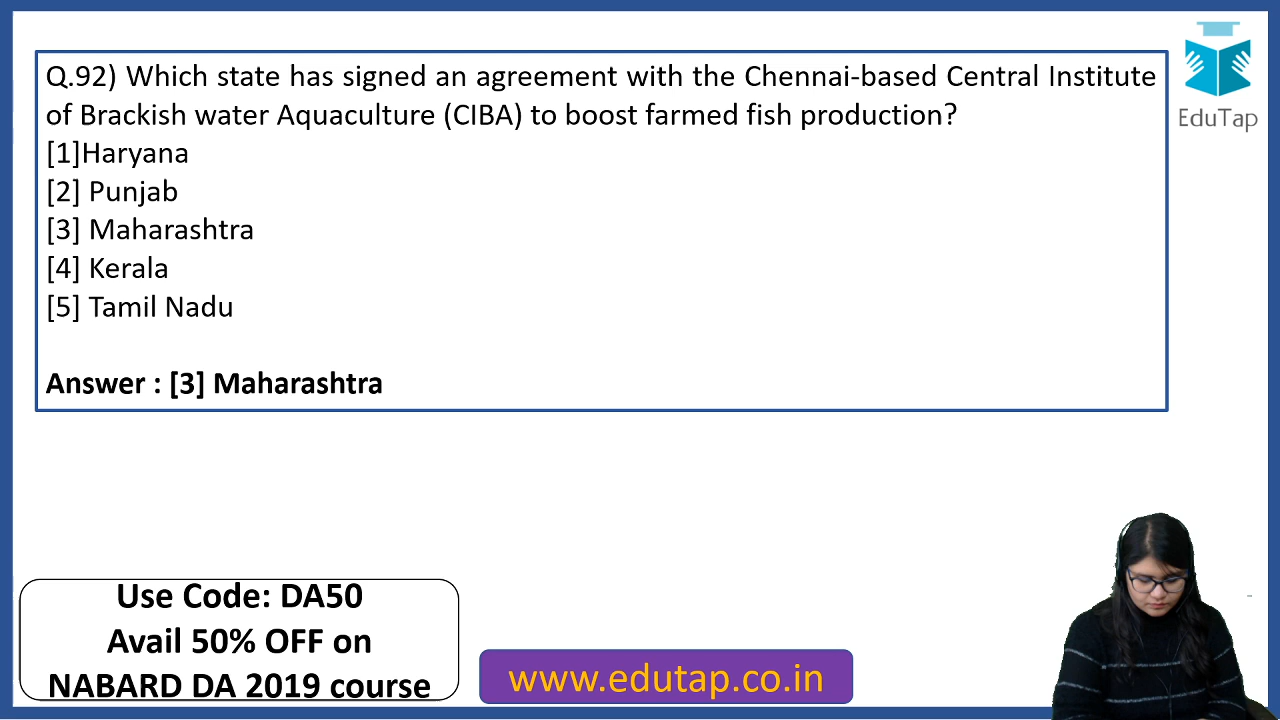 Q.92) Which state has signed an agreement with the Chennai-based Central Institute
of Brackish water Aquaculture (CIBA) to boost farmed fish production?
[1]Haryana
[2] Punjab
[3] Maharashtra
[4] Kerala
[5] Tamil Nadu
Answer : [3] Maharashtra
EduTap
Use Code: DA50
Avail 50% OFF on
NABARD DA 2019 course
www.edutap.co.in